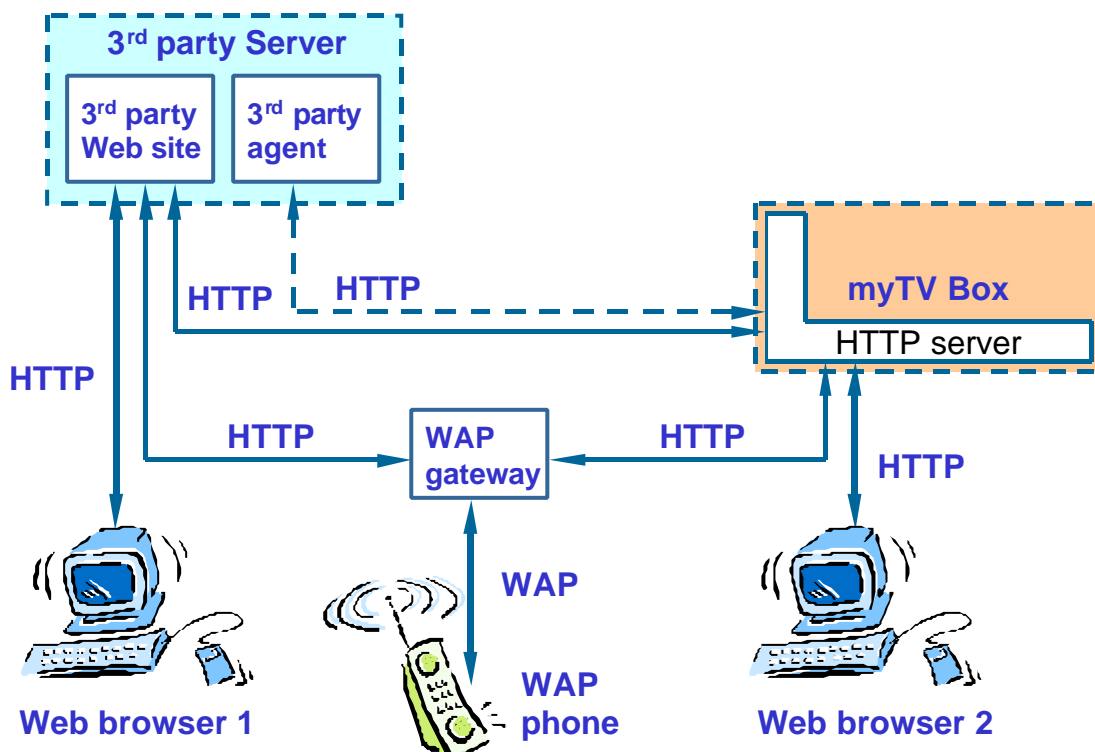 3rd party Server
3rd party
Web site
3rd party
agent
HTTP
HTTP
myTV Box
HTTP server
HTTP
HTTP
WAP
gateway
HTTP
HTTP
WAP
WAP
phone
Web browser 1
Web browser 2